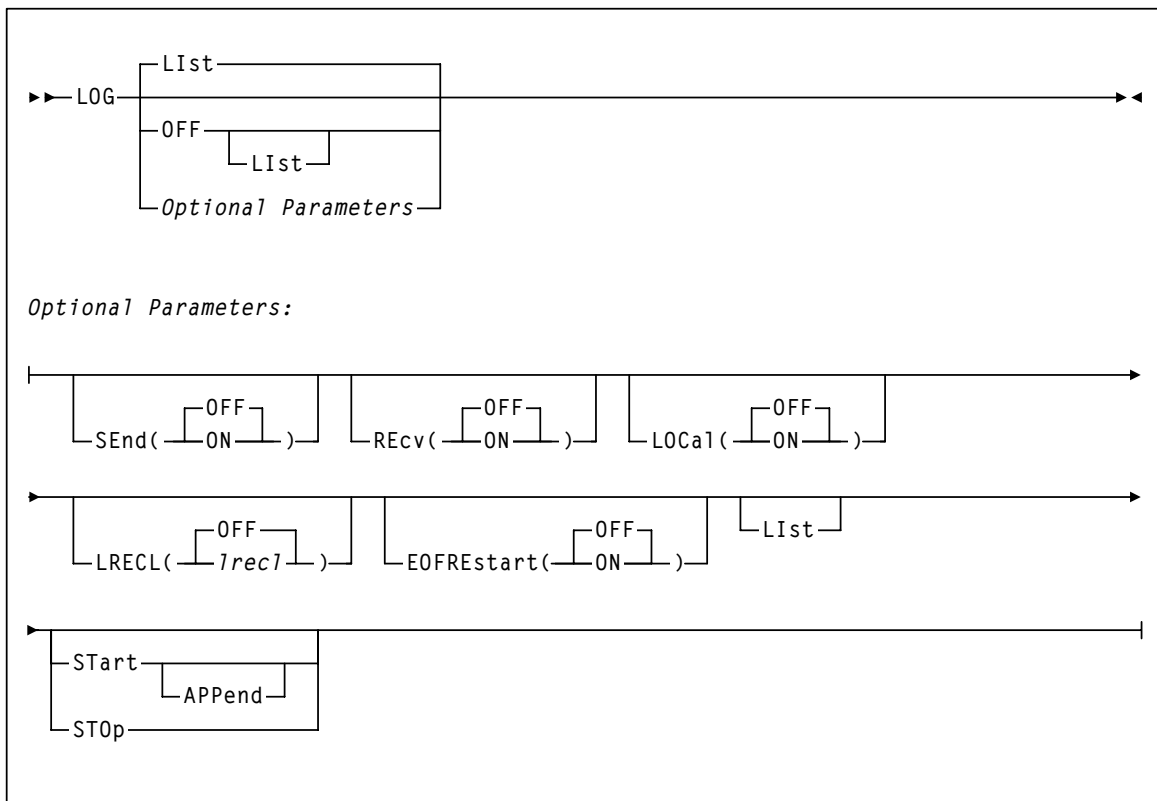 LIst
LOG
OFF
LIst
Optional Parameters
Optional Parameters:
OFF OFF OFF
SEnd( ON ) REcv( ON ) LOCal( ON )
OFF OFF LIst
LRECL( lrecl ) EOFREstart( ON )
STart
APPend
STOp